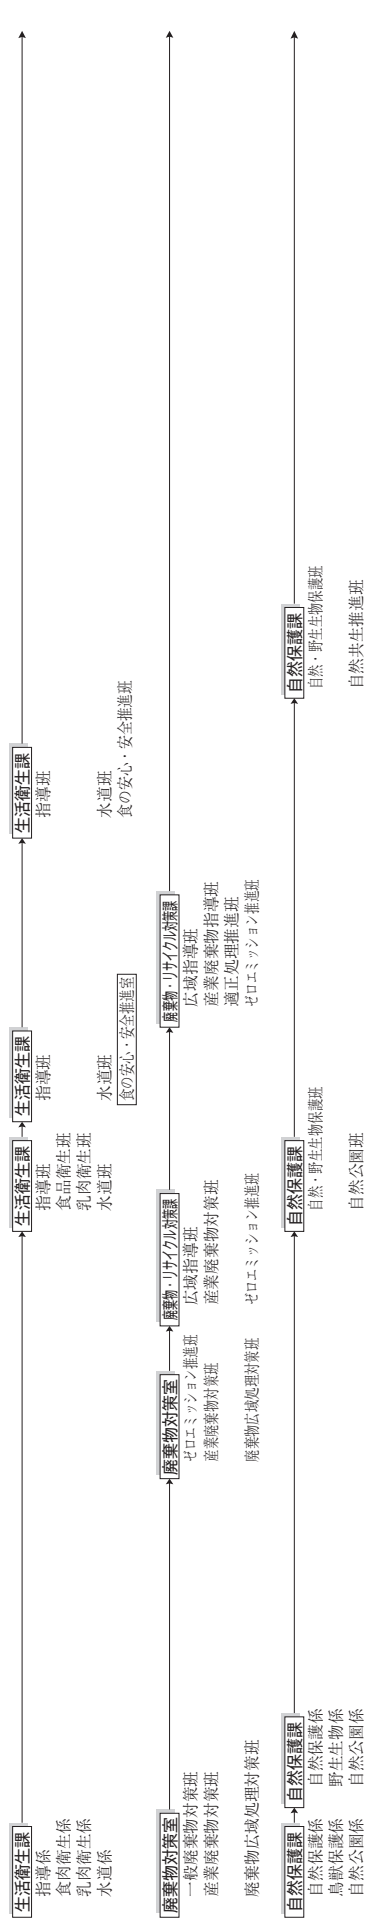 生活衛生課
指導係
食肉衛生係
乳肉衛生係
水道係
生活衛生課
指導班
食品衛生班
乳肉衛生班
水道班
生活衛生課
指導班
水道班
食の安心・安全推進室
生活衛生課
指導班
水道班
食の安心・安全推進班
廃棄物対策室
一般廃棄物対策班
産業廃棄物対策班
廃棄物広域処理対策班
廃棄物対策室
ゼロエミッション推進班
産業廃棄物対策班
廃棄物広域処理対策班
廃棄物・リサイクル対策課
広域指導班
産業廃棄物対策班
ゼロエミッション推進班
廃棄物・リサイクル対策課
広域指導班
産業廃棄物指導班
適正処理推進班
ゼロエミッション推進班
自然保護課
自然保護係
鳥獣保護係
自然公園係
自然保護課
自然保護係
野生生物係
自然公園係
自然保護課
自然・野生生物保護班
自然公園班
自然保護課
自然・野生生物保護班
自然共生推進班